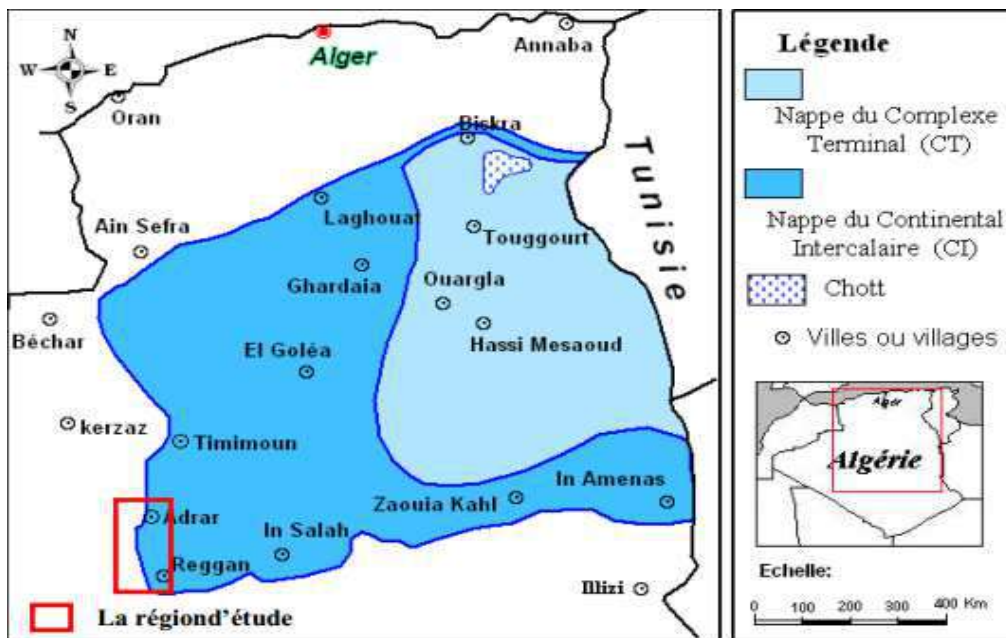 N
W
E
S
Alger
Annaba
Oran
Biskra
Tunisie
Laghouat
Ain Sefra
Touggourt
Ghardaia
Ouargla
Béchar
El Goléa
Hassi Mesaoud
kerzaz
Timimoun
In Amenas
Zaouia Kahl
Adrar
In Salah
Reggan
Illizi
La régiond'étude
Légende
Nappe du Complexe
Terminal (CT)
Nappe du Continental
Intercalaire (CI)
Chott
Villes ou villages
Alger
Algérie
Echelle:
0 100 200 300 400 Km